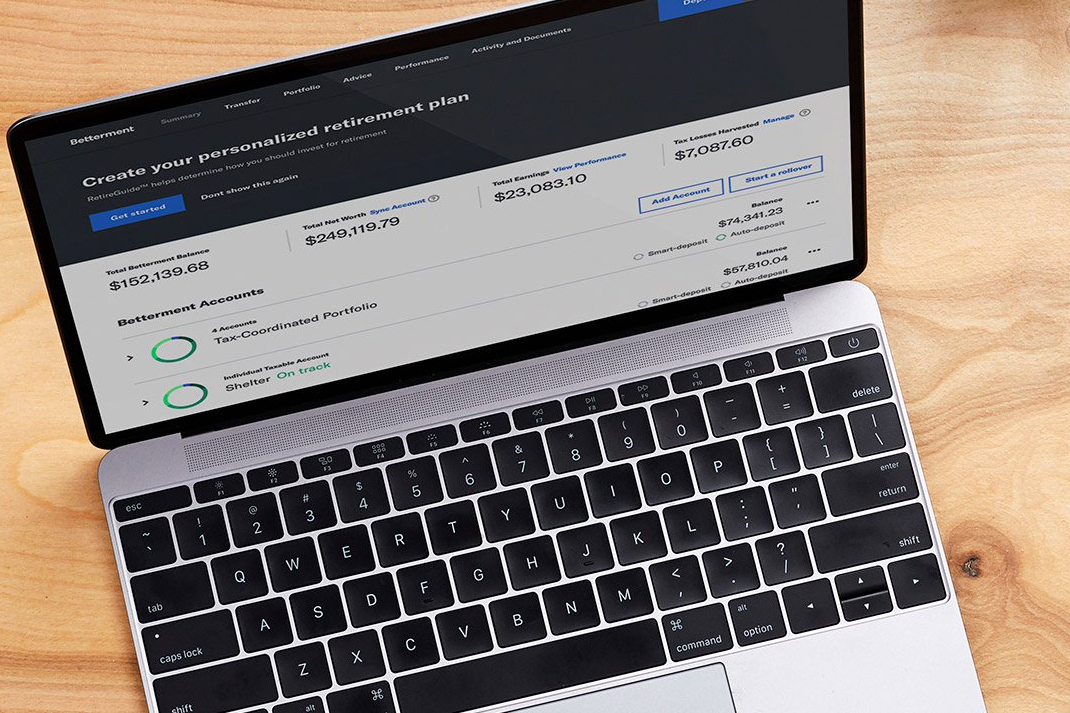 Betterment Summary Transfer Portfolio Advice Performance Activity and Documents
Create your personalized retirement plan
RetireGuide™ helps determine how you should invest for retirement
Get started Dont show this again
Total Betterment Balance
$152,139.68
Total Net Worth Sync Account ?
$249,119.79
Total Earnings View Performance
$23,083.10
Tax Losses Harvested Manage ?
$7,087.60
Betterment Accounts
Add Account Start a rollover
4 Accounts
Tax-Coordinated Portfolio
Balance
$74,341.23
Smart-deposit Auto-deposit
Individual Taxable Account
Shelter On track
Balance
$57,810.04
Smart-deposit Auto-deposit
esc F1 F2 F3 F4 F5 F6 F7 F8 F9 F10 F11 F12
~ ` ! 1 @ 2 # 3 $ 4 % 5 ^ 6 & 7 * 8 ( 9 ) 0 _ - + = delete
tab Q W E R T Y U I O P { [ } ] | \
caps lock A S D F G H J K L : ; " ' enter return
shift Z X C V B N M < , > . ? / shift
alt ⌘ ⌘ command alt option ◄ ▲ ▼ ►